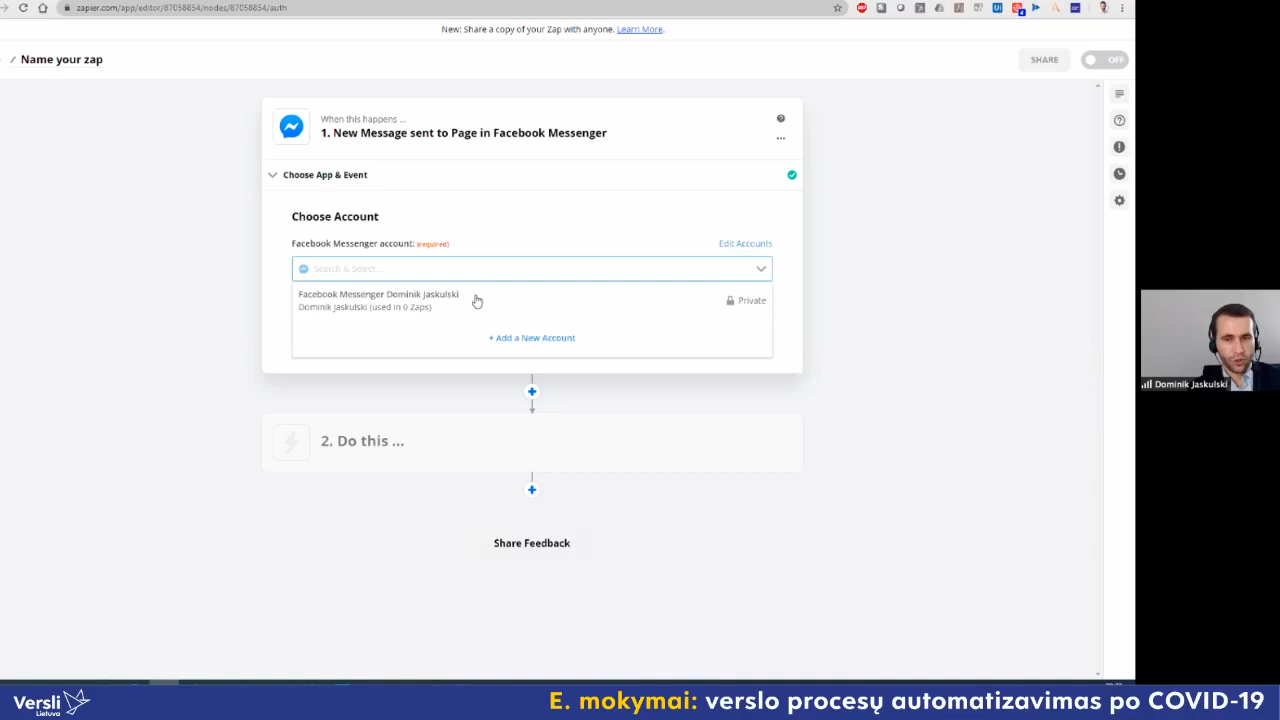 zapier.com/app/editor/87058854/nodes/87058854/auth
New: Share a copy of your Zap with anyone. Learn More.
Name your zap
SHARE
OFF
When this happens ...
1. New Message sent to Page in Facebook Messenger
Choose App & Event
Choose Account
Facebook Messenger account: (required)
Edit Accounts
Search & Select ...
Facebook Messenger Dominik Jaskulski
Dominik Jaskulski (used in 0 Zaps)
Private
+ Add a New Account
Dominik Jaskulski
2. Do this ...
Share Feedback
Versli
Lietuva
E. mokymai: verslo procesų automatizavimas po COVID-19